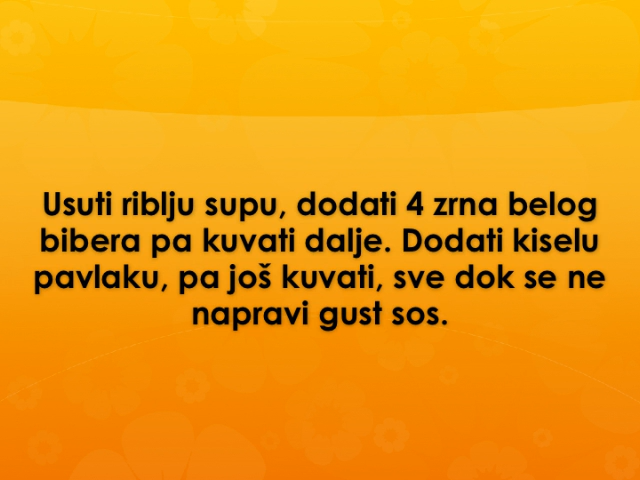 Usuti riblju supu, dodati 4 zrna belog
bibera pa kuvati dalje. Dodati kiselu
pavlaku, pa još kuvati, sve dok se ne
napravi gust sos.